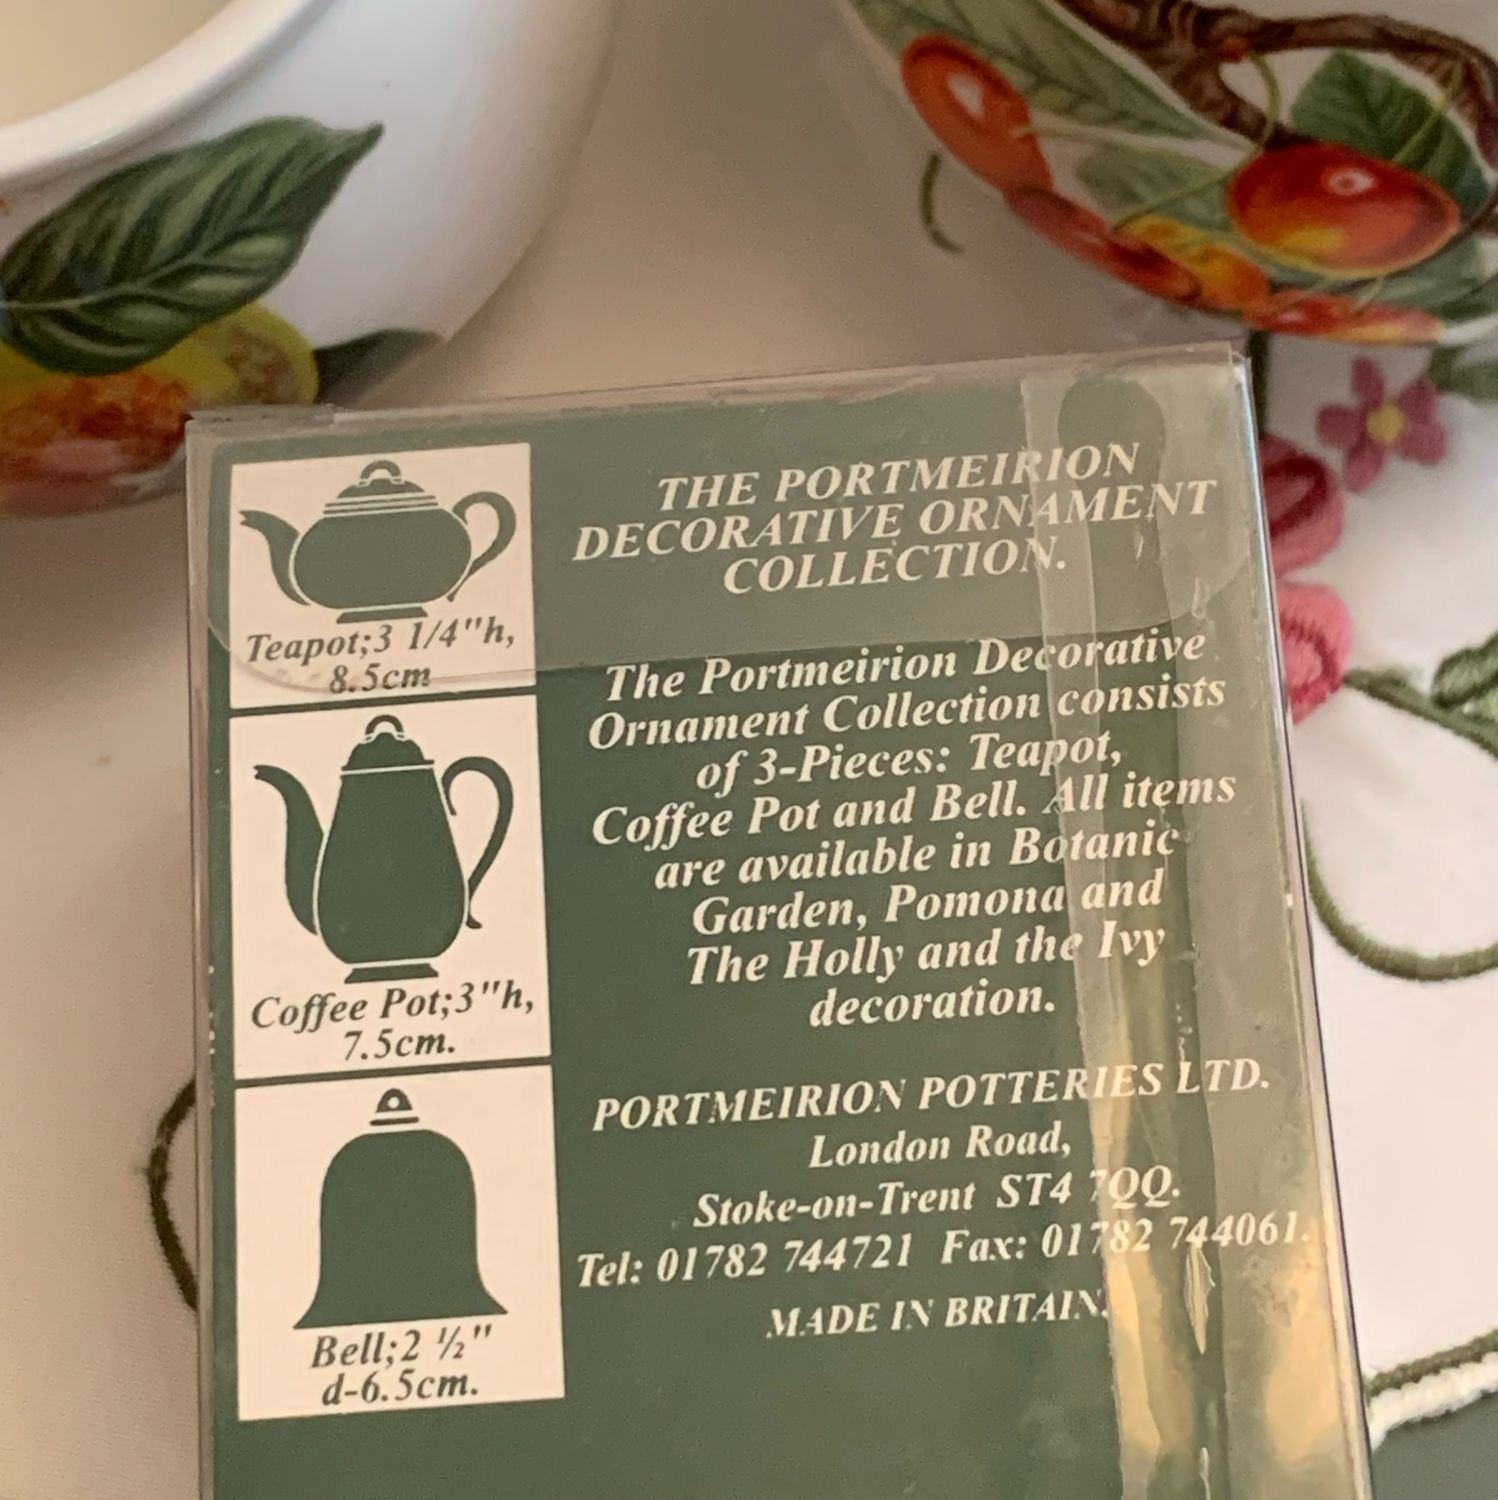 Teapot;3 1/4"h,
8.5cm
Coffee Pot;3"h,
7.5cm.
Bell;2 ½"
d-6.5cm.
THE PORTMEIRION
DECORATIVE ORNAMENT
COLLECTION.
The Portmeirion Decorative
Ornament Collection consists
of 3-Pieces: Teapot,
Coffee Pot and Bell. All items
are available in Botanic
Garden, Pomona and
The Holly and the Ivy
decoration.
PORTMEIRION POTTERIES LTD.
London Road,
Stoke-on-Trent ST4 7QQ.
Tel: 01782 744721 Fax: 01782 744061.
MADE IN BRITAIN.